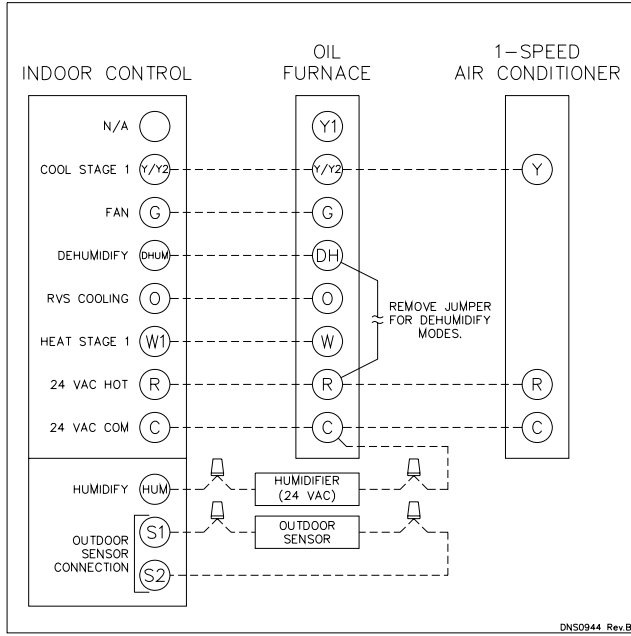 INDOOR CONTROL
OIL
FURNACE
1-SPEED
AIR CONDITIONER
N/A
Y1
COOL STAGE 1 Y/Y2 Y/Y2 Y
FAN G G
DEHUMIDIFY DHUM DH
RVS COOLING O O
REMOVE JUMPER
FOR DEHUMIDIFY
MODES.
HEAT STAGE 1 W1 W
24 VAC HOT R R R
24 VAC COM C C C
HUMIDIFY HUM
HUMIDIFIER
(24 VAC)
S1
OUTDOOR
SENSOR
OUTDOOR
SENSOR
CONNECTION
S2
DNS0944 Rev.B